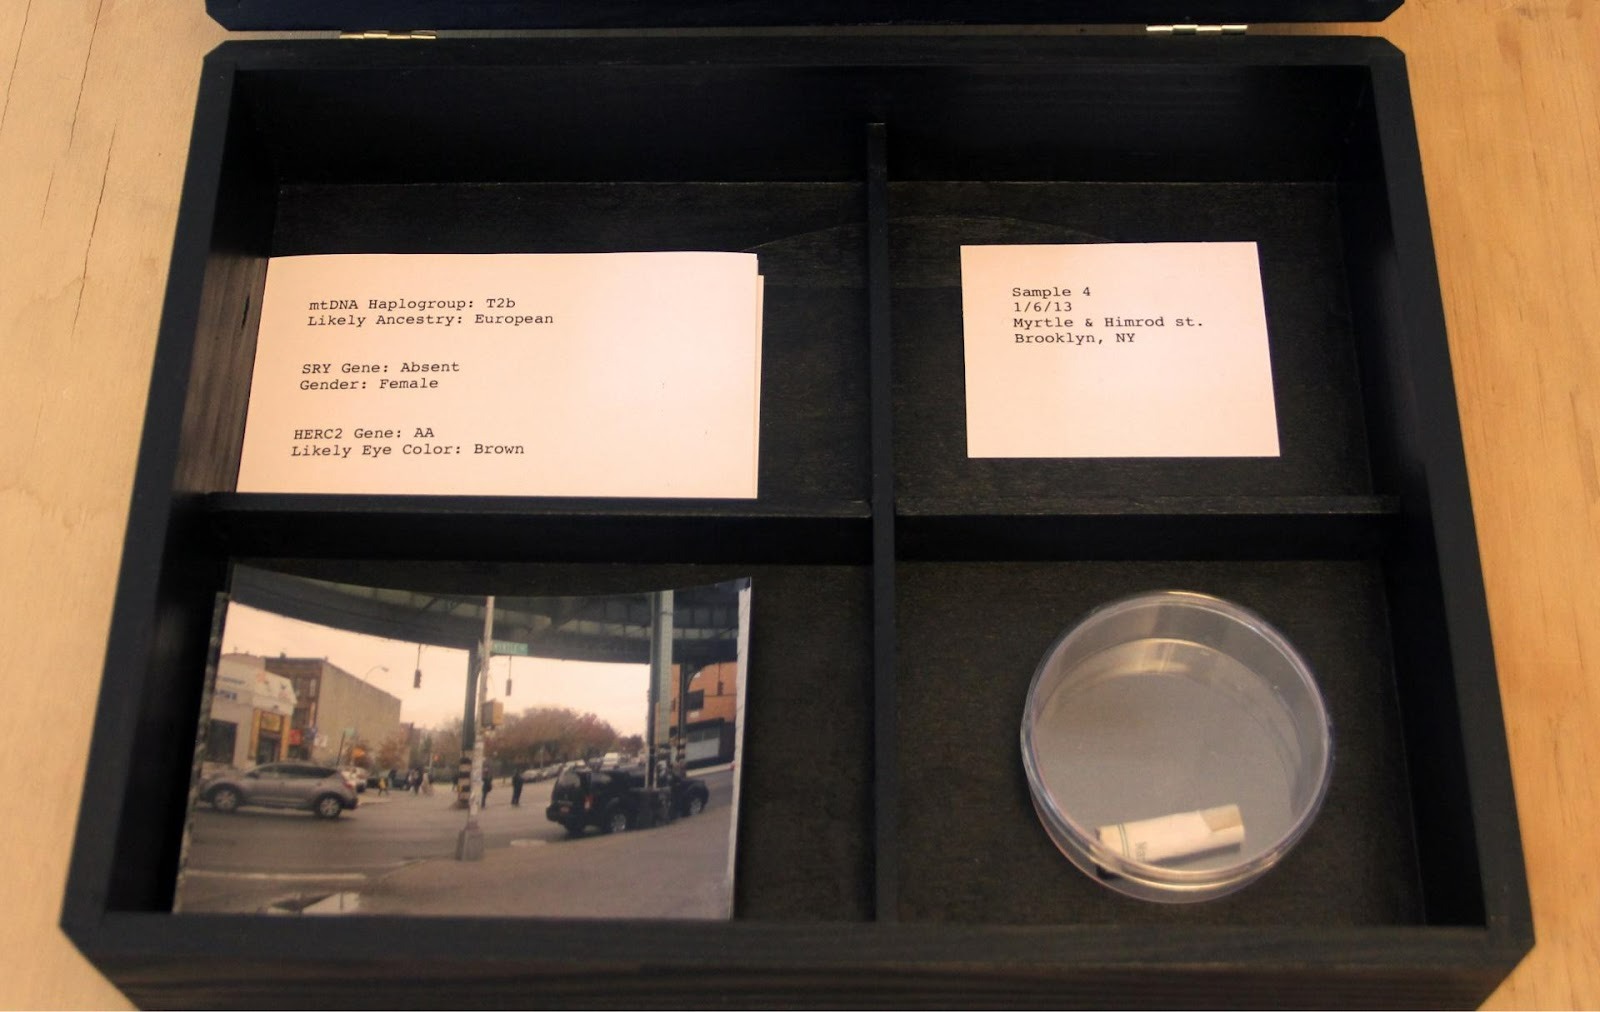 mtDNA Haplogroup: T2b
Likely Ancestry: European
SRY Gene: Absent
Gender: Female
HERC2 Gene: AA
Likely Eye Color: Brown
Sample 4
1/6/13
Myrtle & Himrod st.
Brooklyn, NY